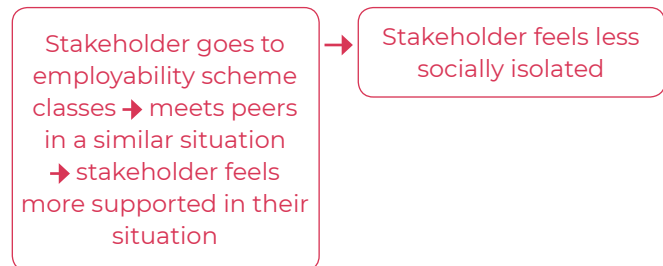 Stakeholder goes to
employability scheme
classes → meets peers
in a similar situation
→ stakeholder feels
more supported in their
situation
→
Stakeholder feels less
socially isolated